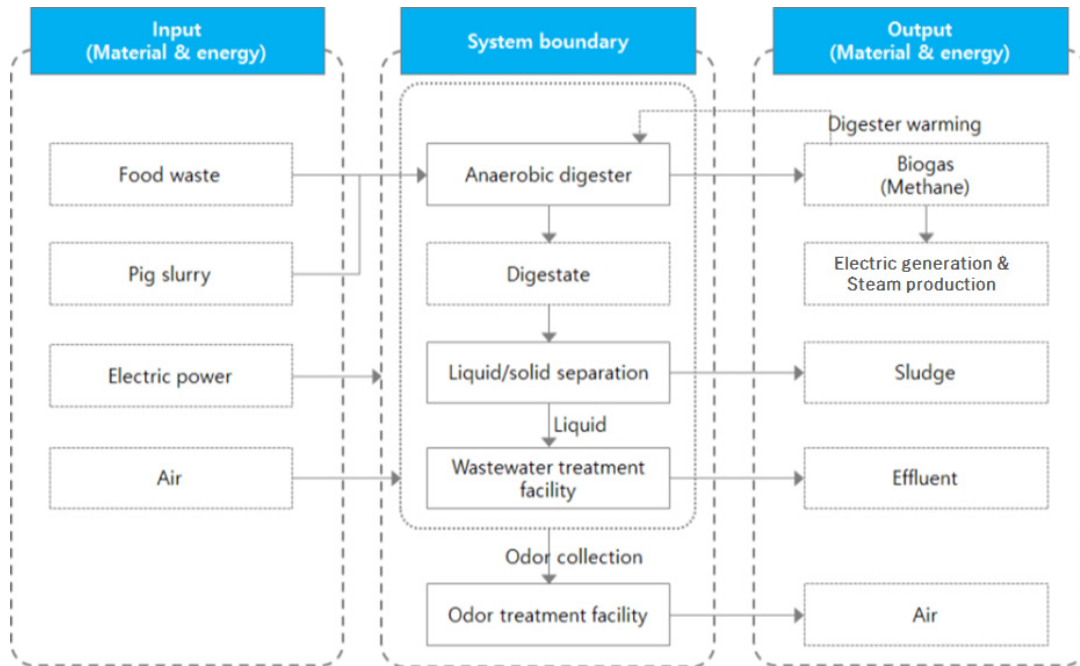 Input
(Material & energy)
System boundary
Output
(Material & energy)
Digester warming
Food waste
Anaerobic digester
Biogas
(Methane)
Pig slurry
Digestate
Electric generation &
Steam production
Electric power
Liquid/solid separation
Sludge
Liquid
Air
Wastewater treatment
facility
Effluent
Odor collection
Odor treatment facility
Air